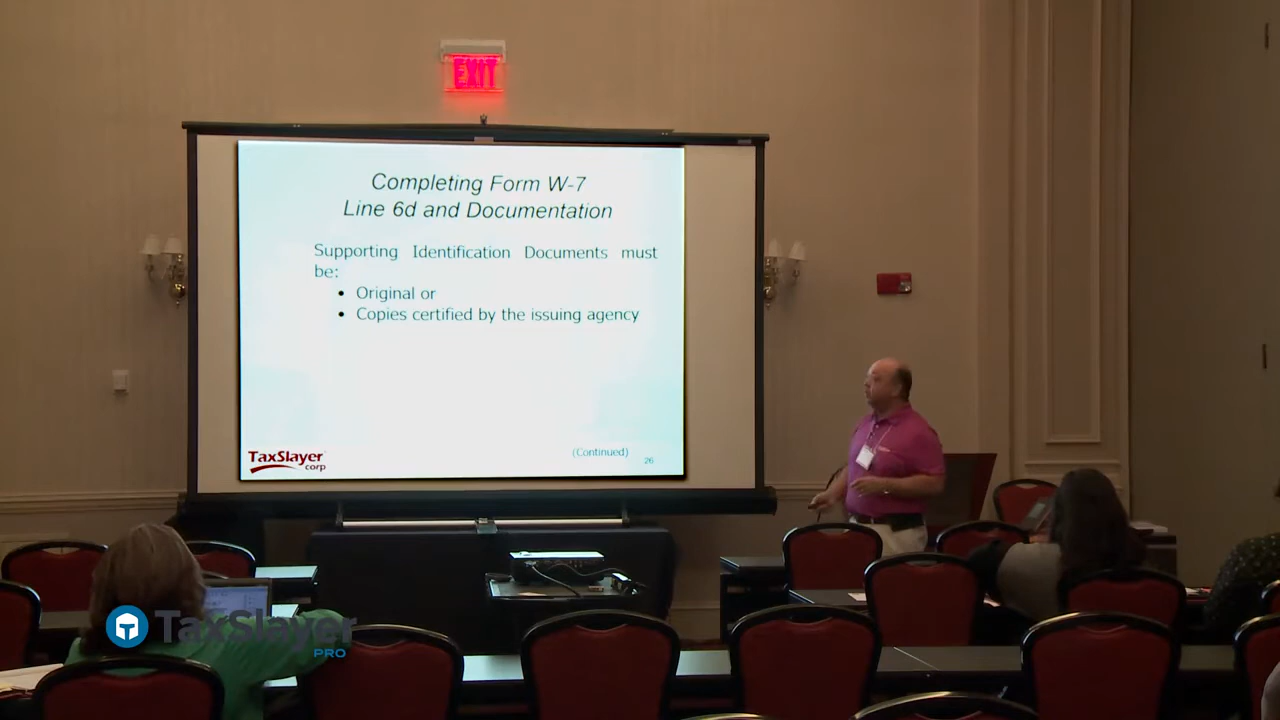 EXIT
Completing Form W-7
Line 6d and Documentation
Supporting Identification Documents must
be:
• Original or
• Copies certified by the issuing agency
(Continued)
26
TaxSlayer
corp
TaxSlayer
PRO